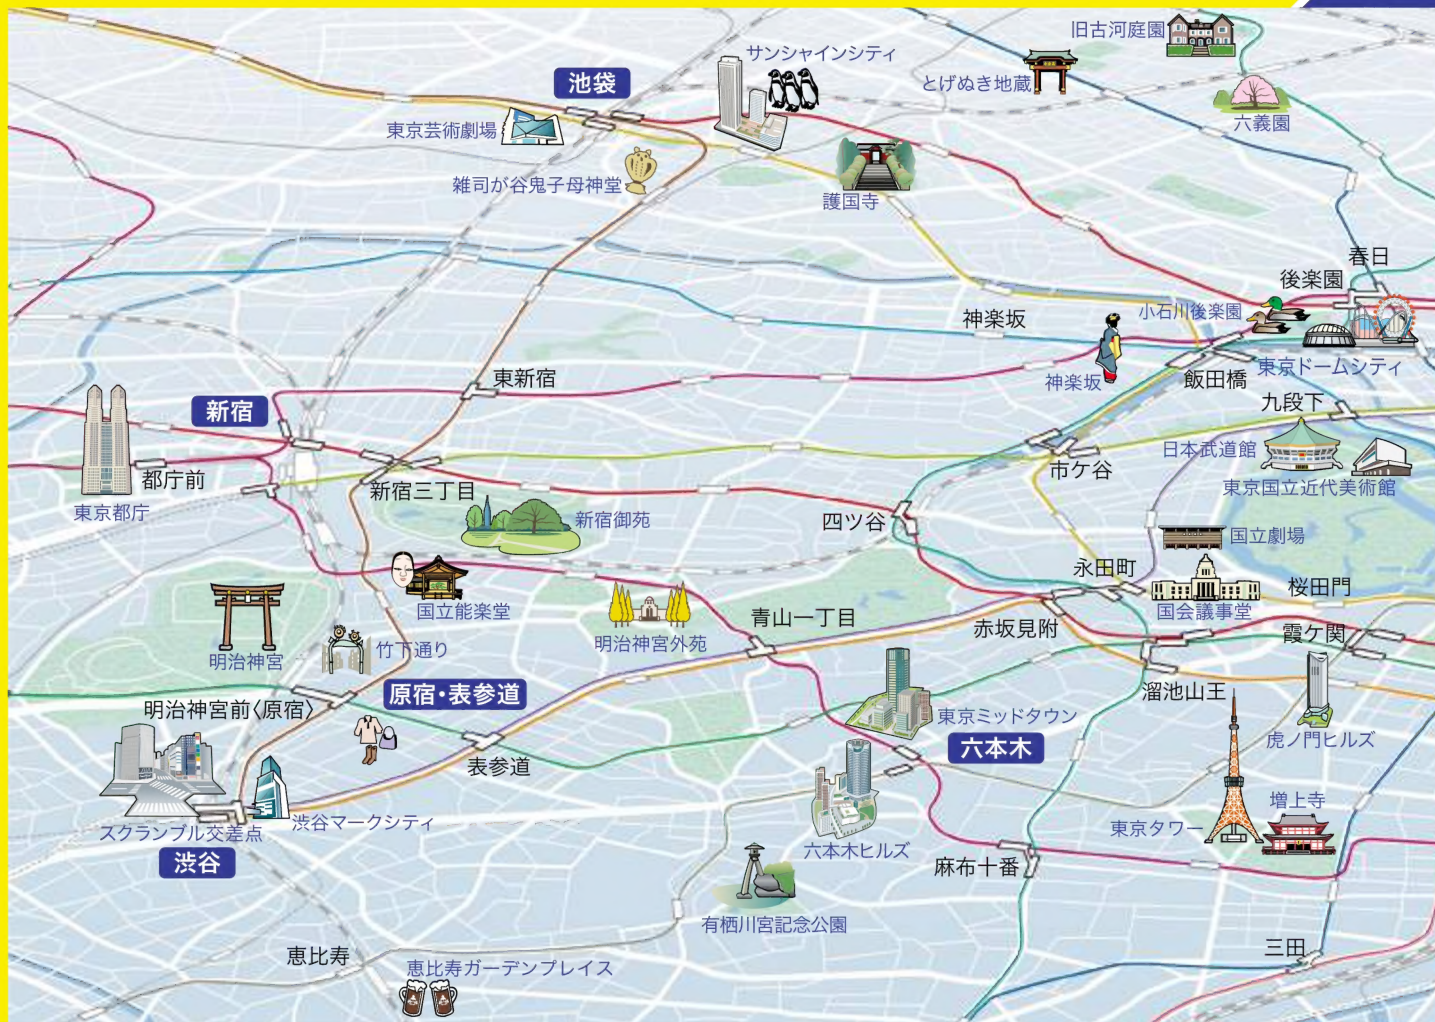 旧古河庭園
サンシャインシティ
池袋
とげぬき地蔵
東京芸術劇場
六義園
雑司が谷鬼子母神堂
護国寺
春日
後楽園
小石川後楽園
神楽坂
東京ドームシティ
飯田橋
神楽坂
東新宿
九段下
新宿
日本武道館
市ケ谷
都庁前
新宿三丁目
東京国立近代美術館
東京都庁
新宿御苑
四ツ谷
国立劇場
永田町
桜田門
国立能楽堂
国会議事堂
青山一丁目
赤坂見附
霞ケ関
明治神宮外苑
竹下通り
明治神宮
原宿・表参道
溜池山王
明治神宮前〈原宿〉
東京ミッドタウン
虎ノ門ヒルズ
六本木
表参道
増上寺
渋谷マークシティ
東京タワー
スクランブル交差点
六本木ヒルズ
渋谷
麻布十番
有栖川宮記念公園
三田
恵比寿
恵比寿ガーデンプレイス